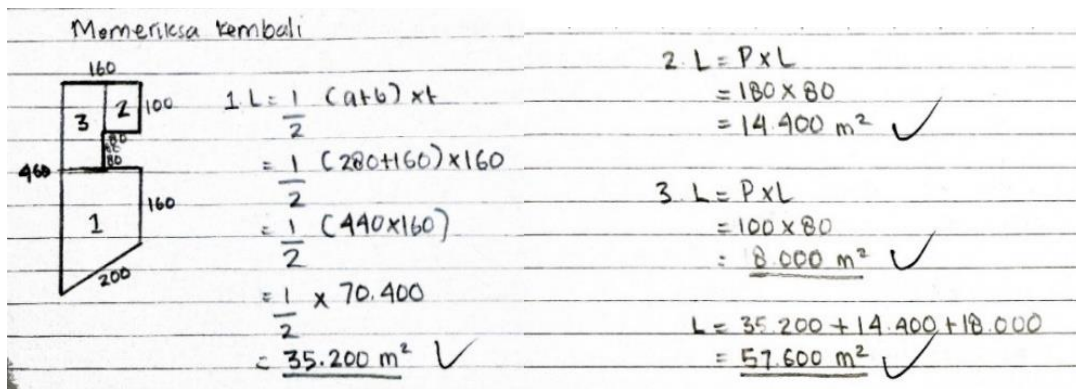 Memeriksa Kembali
160
2
100
3
80
80
460
160
1
200
1. L = 1/2 (a+b) x t
= 1/2 (280+160) x 160
= 1/2 (440x160)
= 1/2 x 70.400
= 35.200 m² ✓
2. L = P x L
= 180 x 80
= 14.400 m² ✓
3. L = P x L
= 100 x 80
= 8.000 m² ✓
L = 35.200 + 14.400 + 18.000
= 57.600 m² ✓